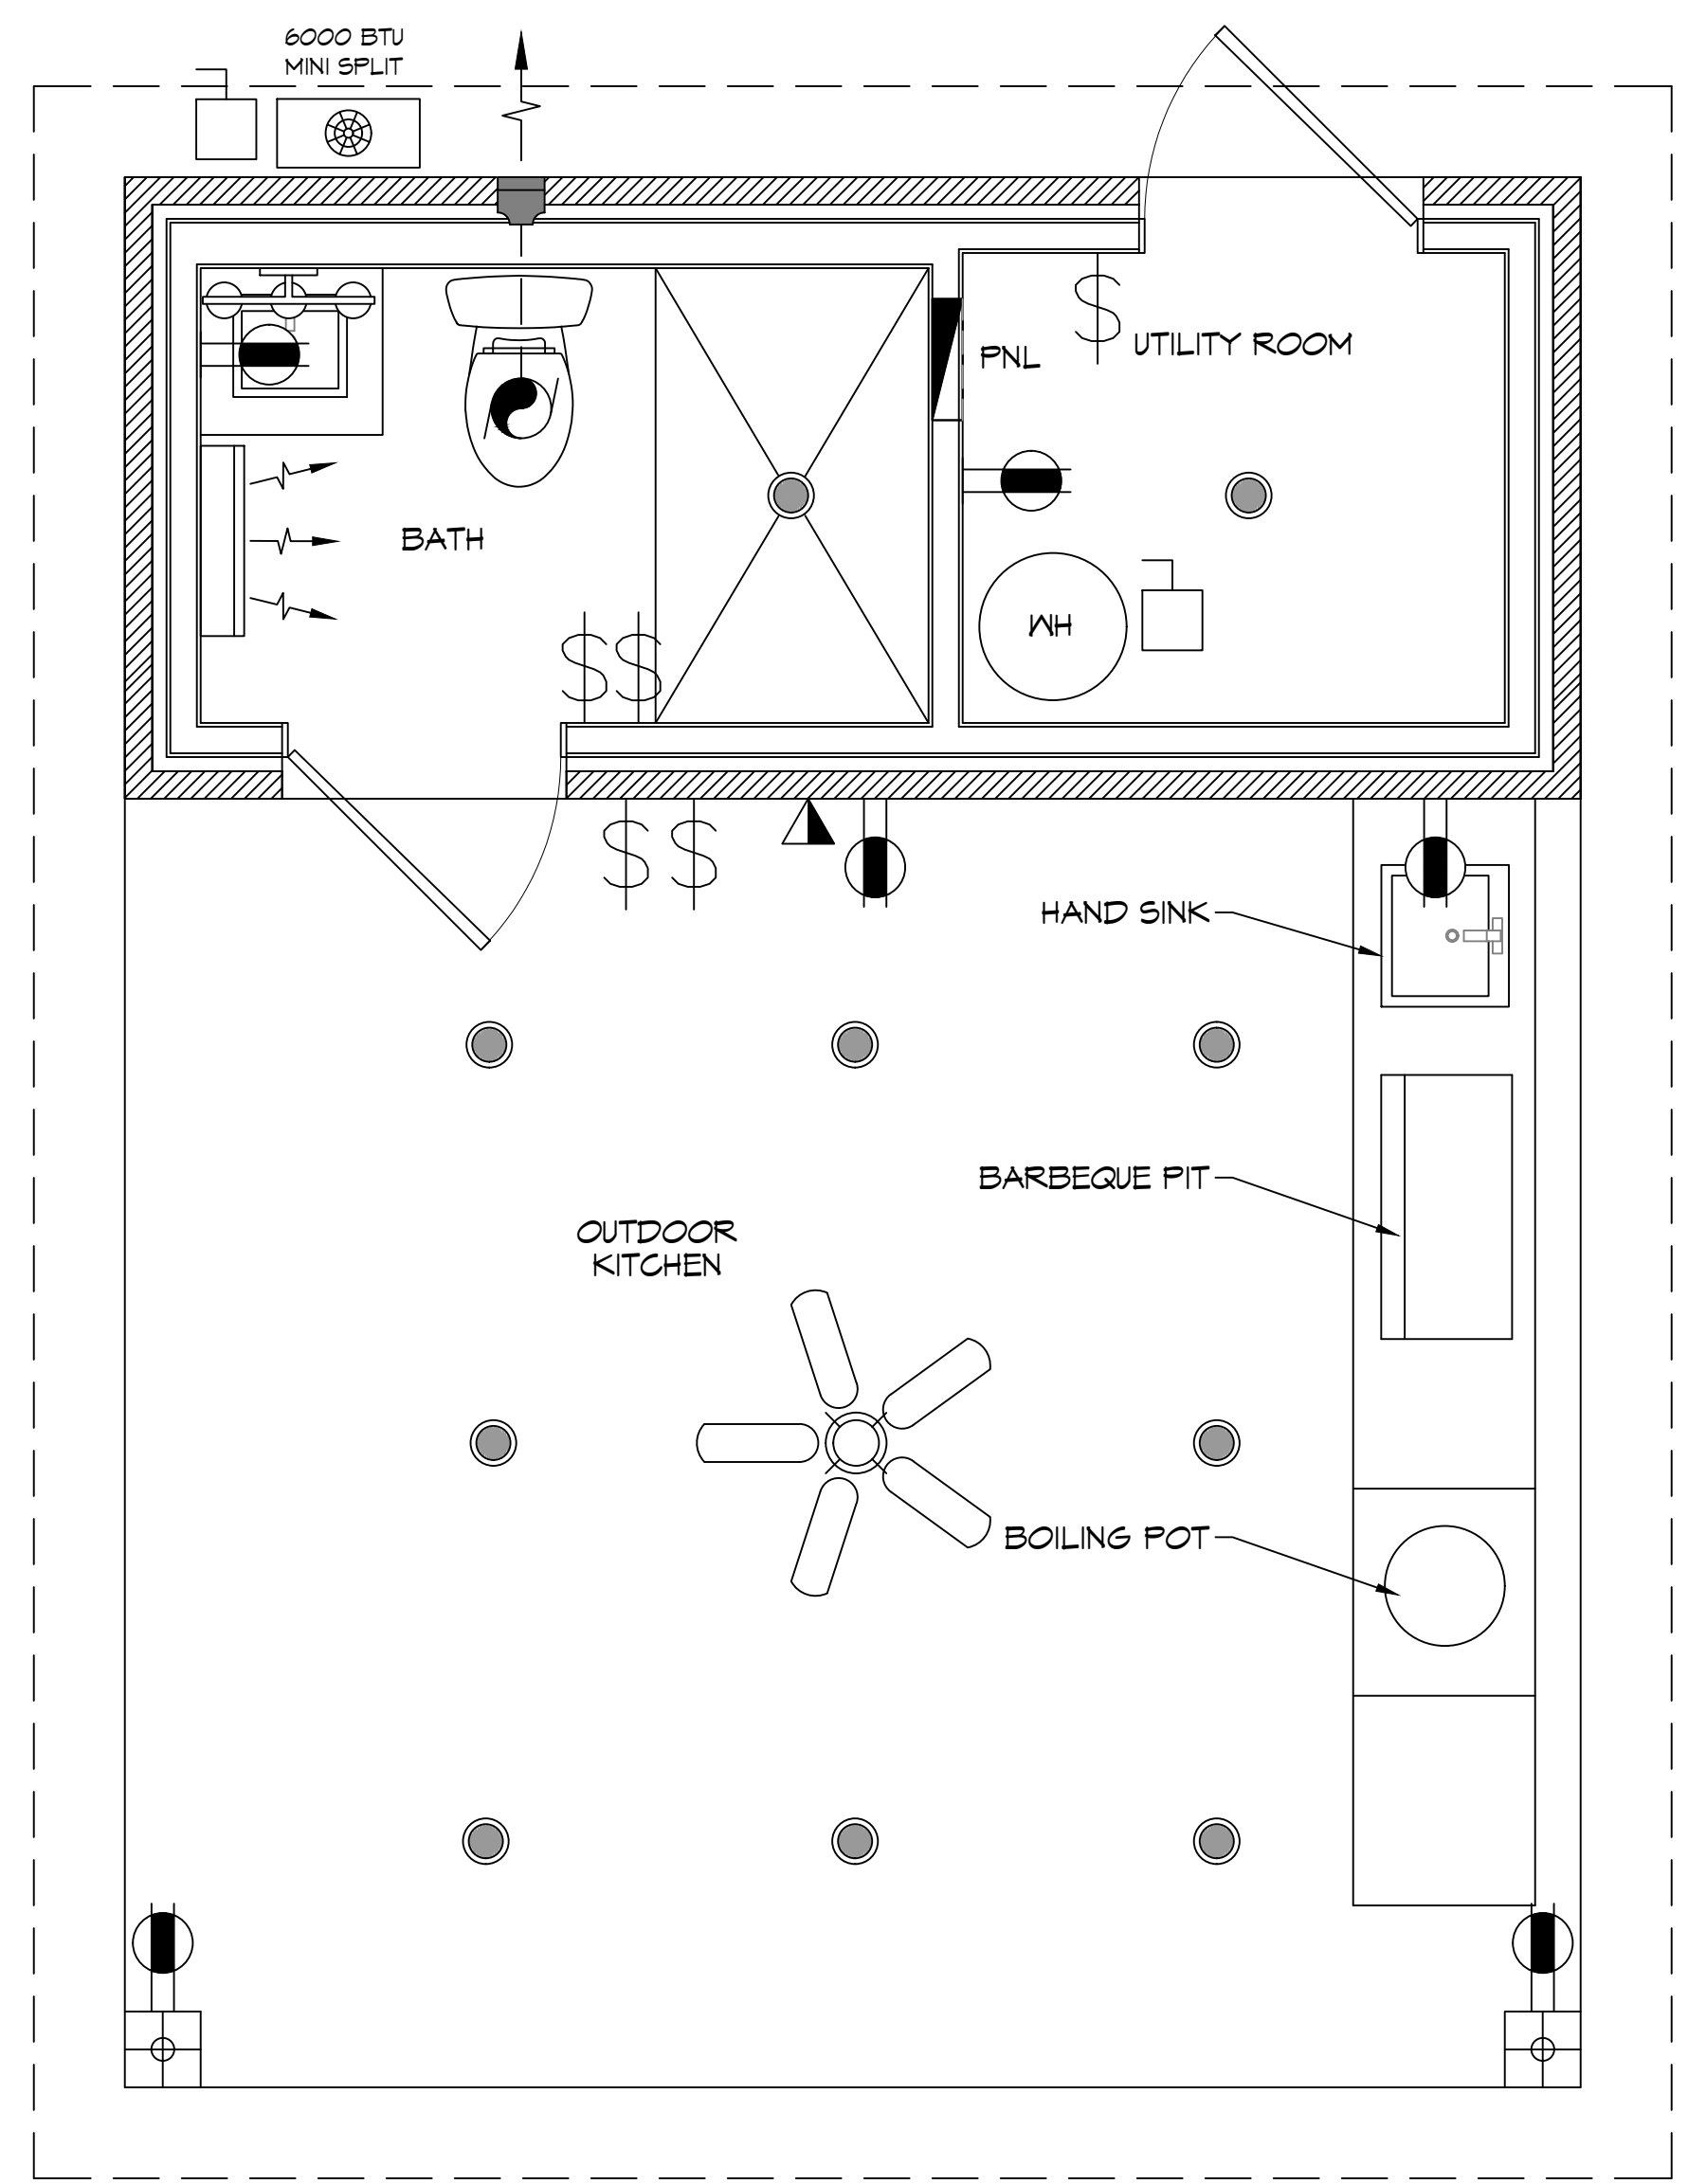 6000 BTU
MINI SPLIT
PNL
UTILITY ROOM
BATH
WH
$$
$
$$
HAND SINK
BARBEQUE PIT
OUTDOOR
KITCHEN
BOILING POT